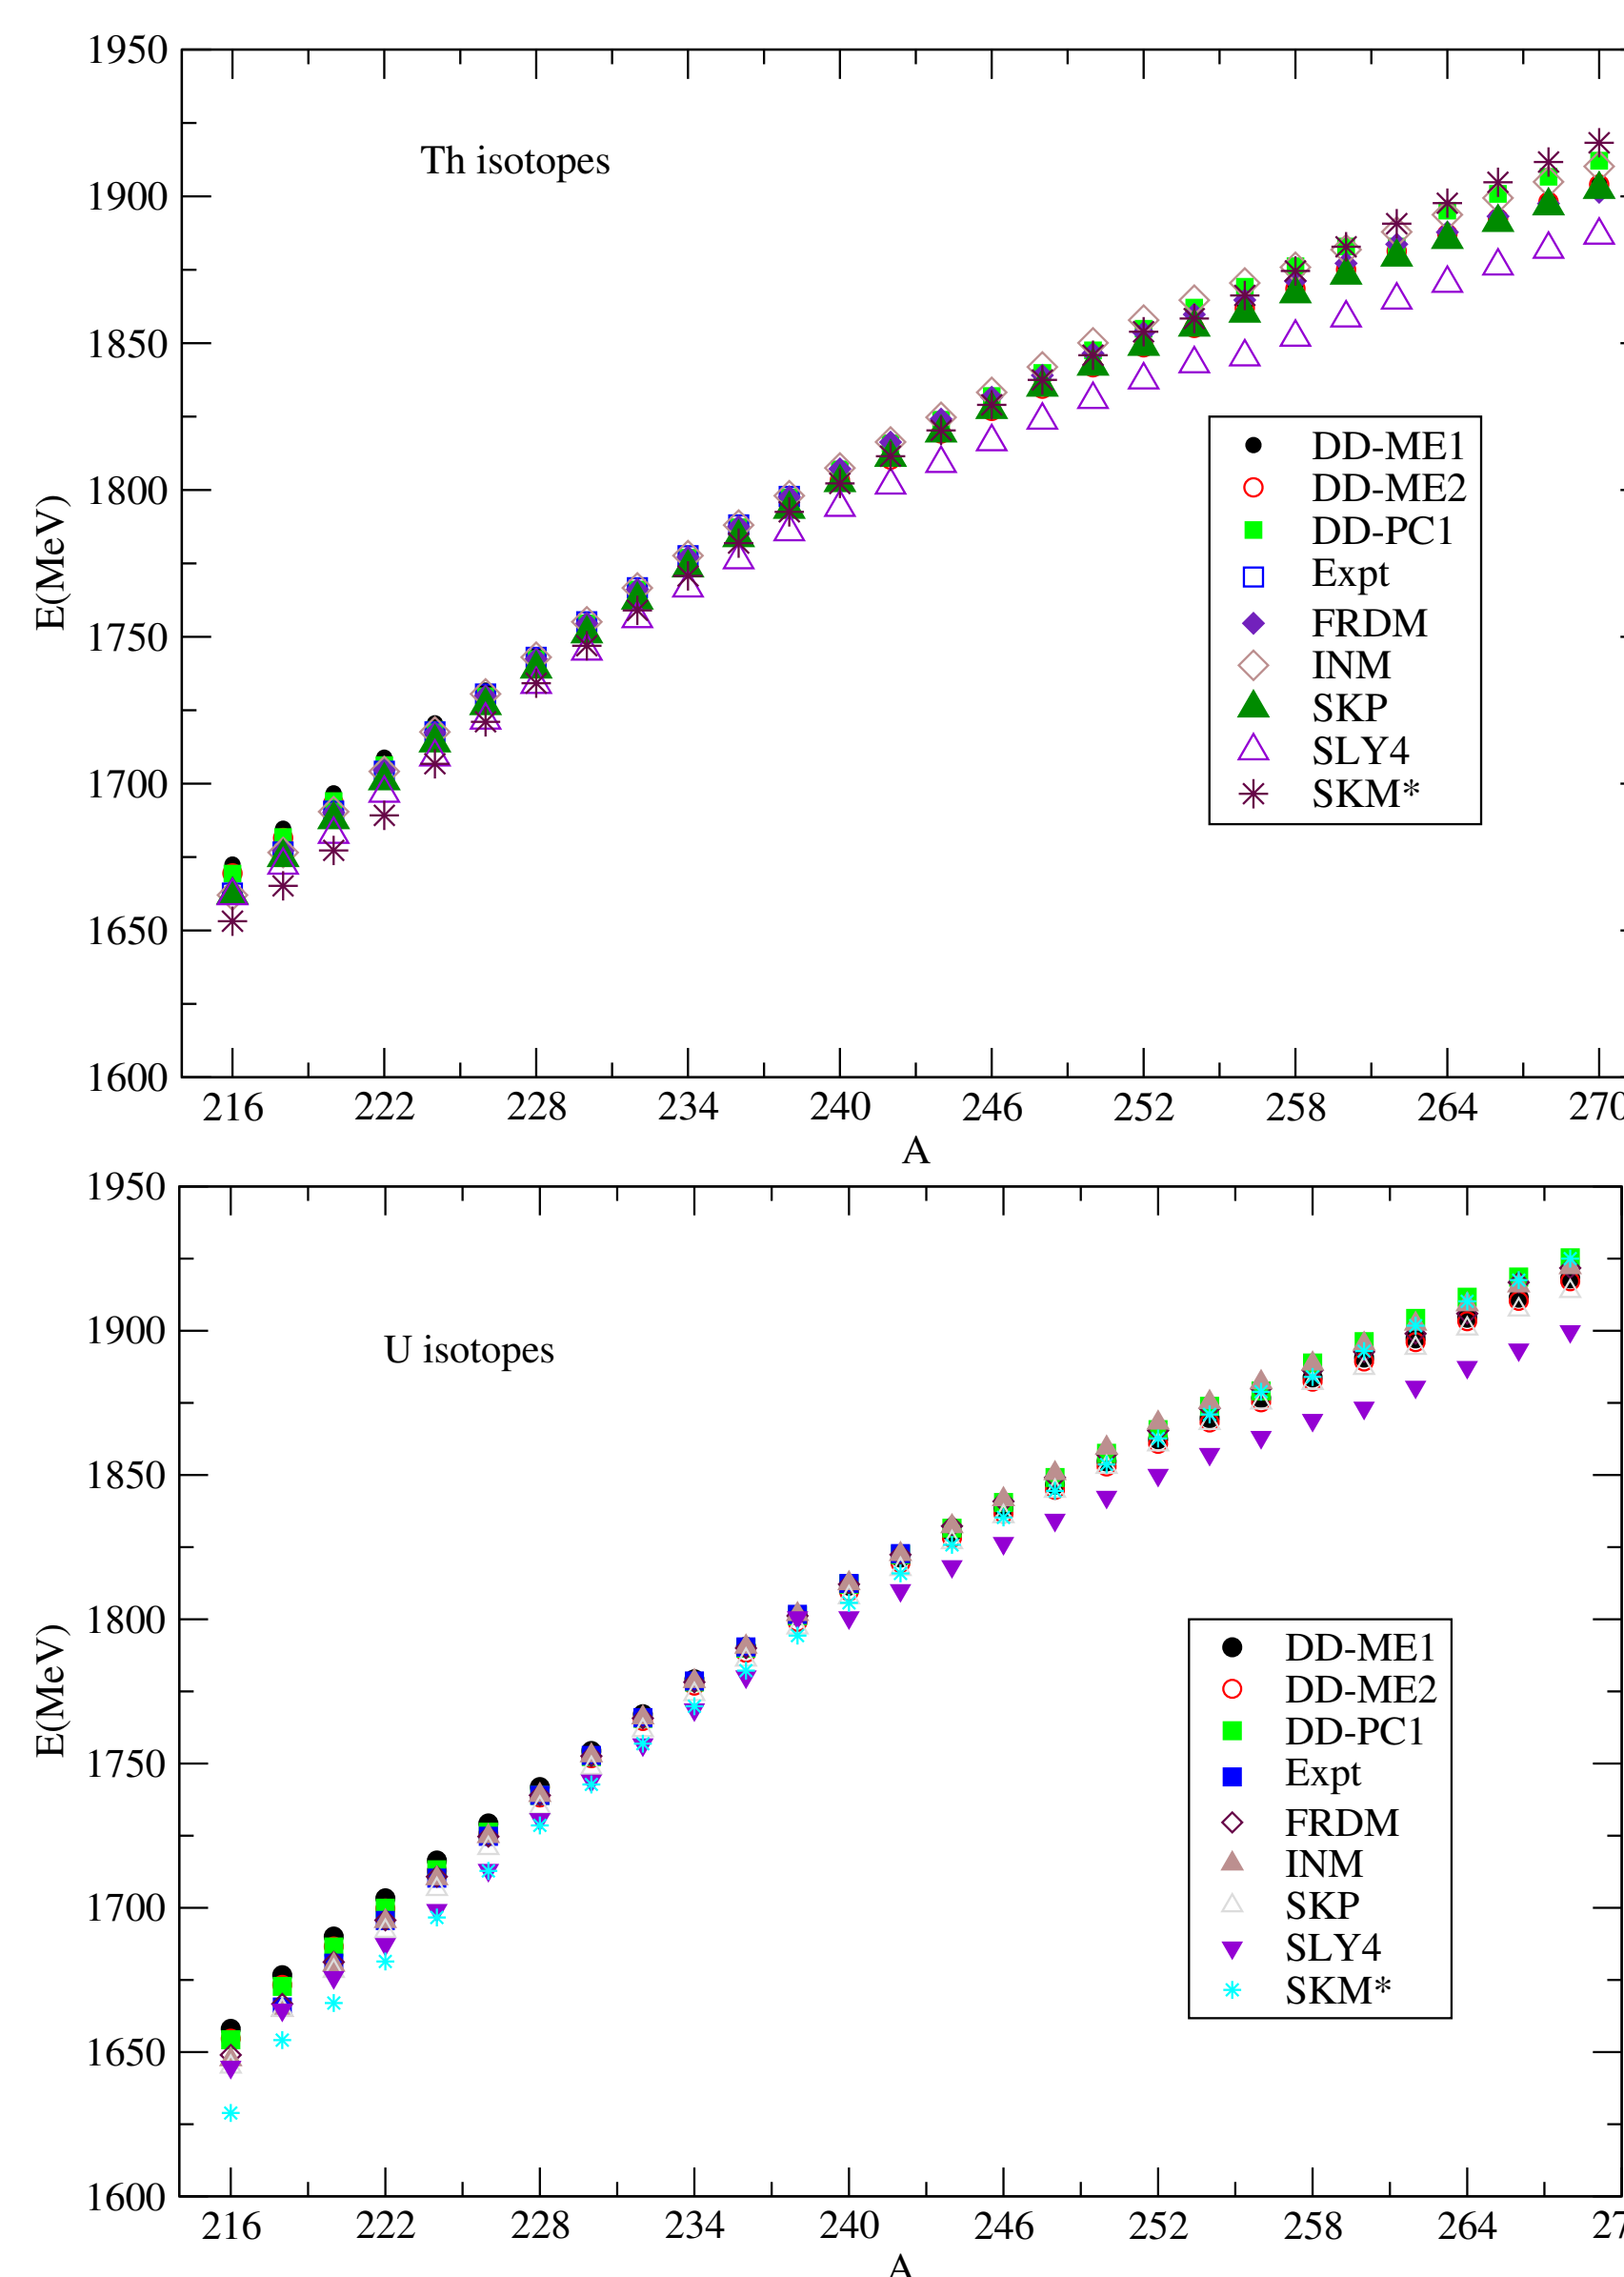 1950
1900
1850
1800
1750
1700
1650
1600
E(MeV)
Th isotopes
DD-ME1
DD-ME2
DD-PC1
Expt
FRDM
INM
SKP
SLY4
SKM*
216 222 228 234 240 246 252 258 264 270
A
1950
1900
1850
1800
1750
1700
1650
1600
E(MeV)
U isotopes
DD-ME1
DD-ME2
DD-PC1
Expt
FRDM
INM
SKP
SLY4
SKM*
216 222 228 234 240 246 252 258 264 27
A